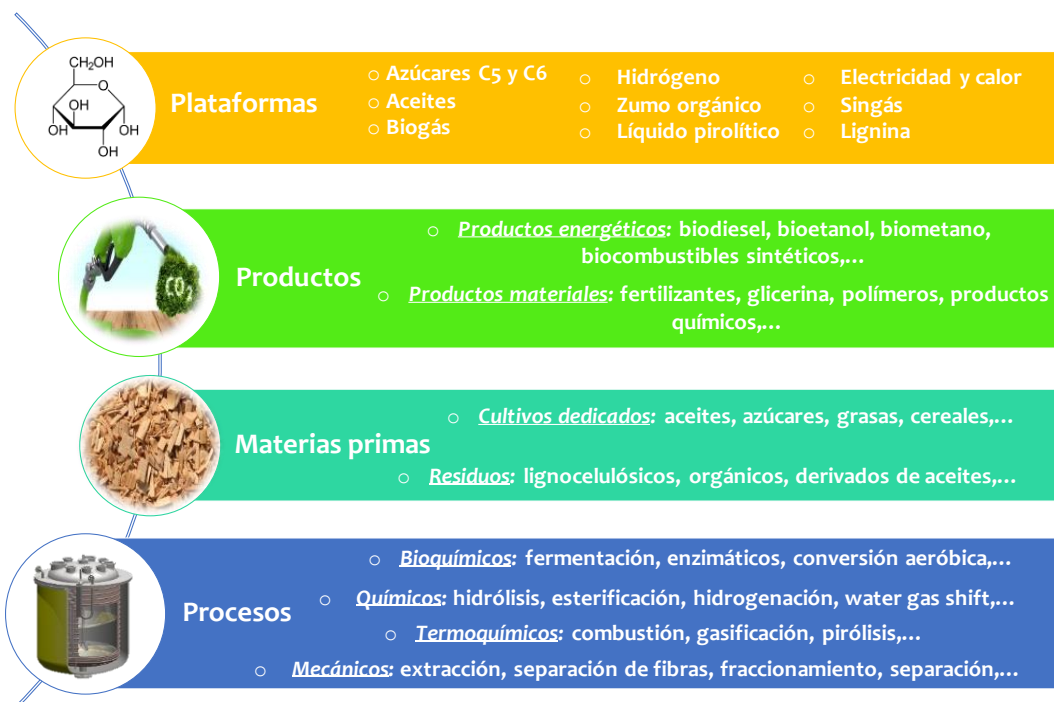 CH₂OH
O
OH
OH
OH
OH
Plataformas
○ Azúcares C5 y C6
○ Aceites
○ Biogás
○ Hidrógeno
○ Zumo orgánico
○ Líquido pirolítico
○ Electricidad y calor
○ Singás
○ Lignina
CO₂
Productos
○ Productos energéticos: biodiesel, bioetanol, biometano,
biocombustibles sintéticos,...
○ Productos materiales: fertilizantes, glicerina, polímeros, productos
químicos,...
Materias primas
○ Cultivos dedicados: aceites, azúcares, grasas, cereales,...
○ Residuos: lignocelulósicos, orgánicos, derivados de aceites,...
Procesos
○ Bioquímicos: fermentación, enzimáticos, conversión aeróbica,...
○ Químicos: hidrólisis, esterificación, hidrogenación, water gas shift,...
○ Termoquímicos: combustión, gasificación, pirólisis,...
○ Mecánicos: extracción, separación de fibras, fraccionamiento, separación,...